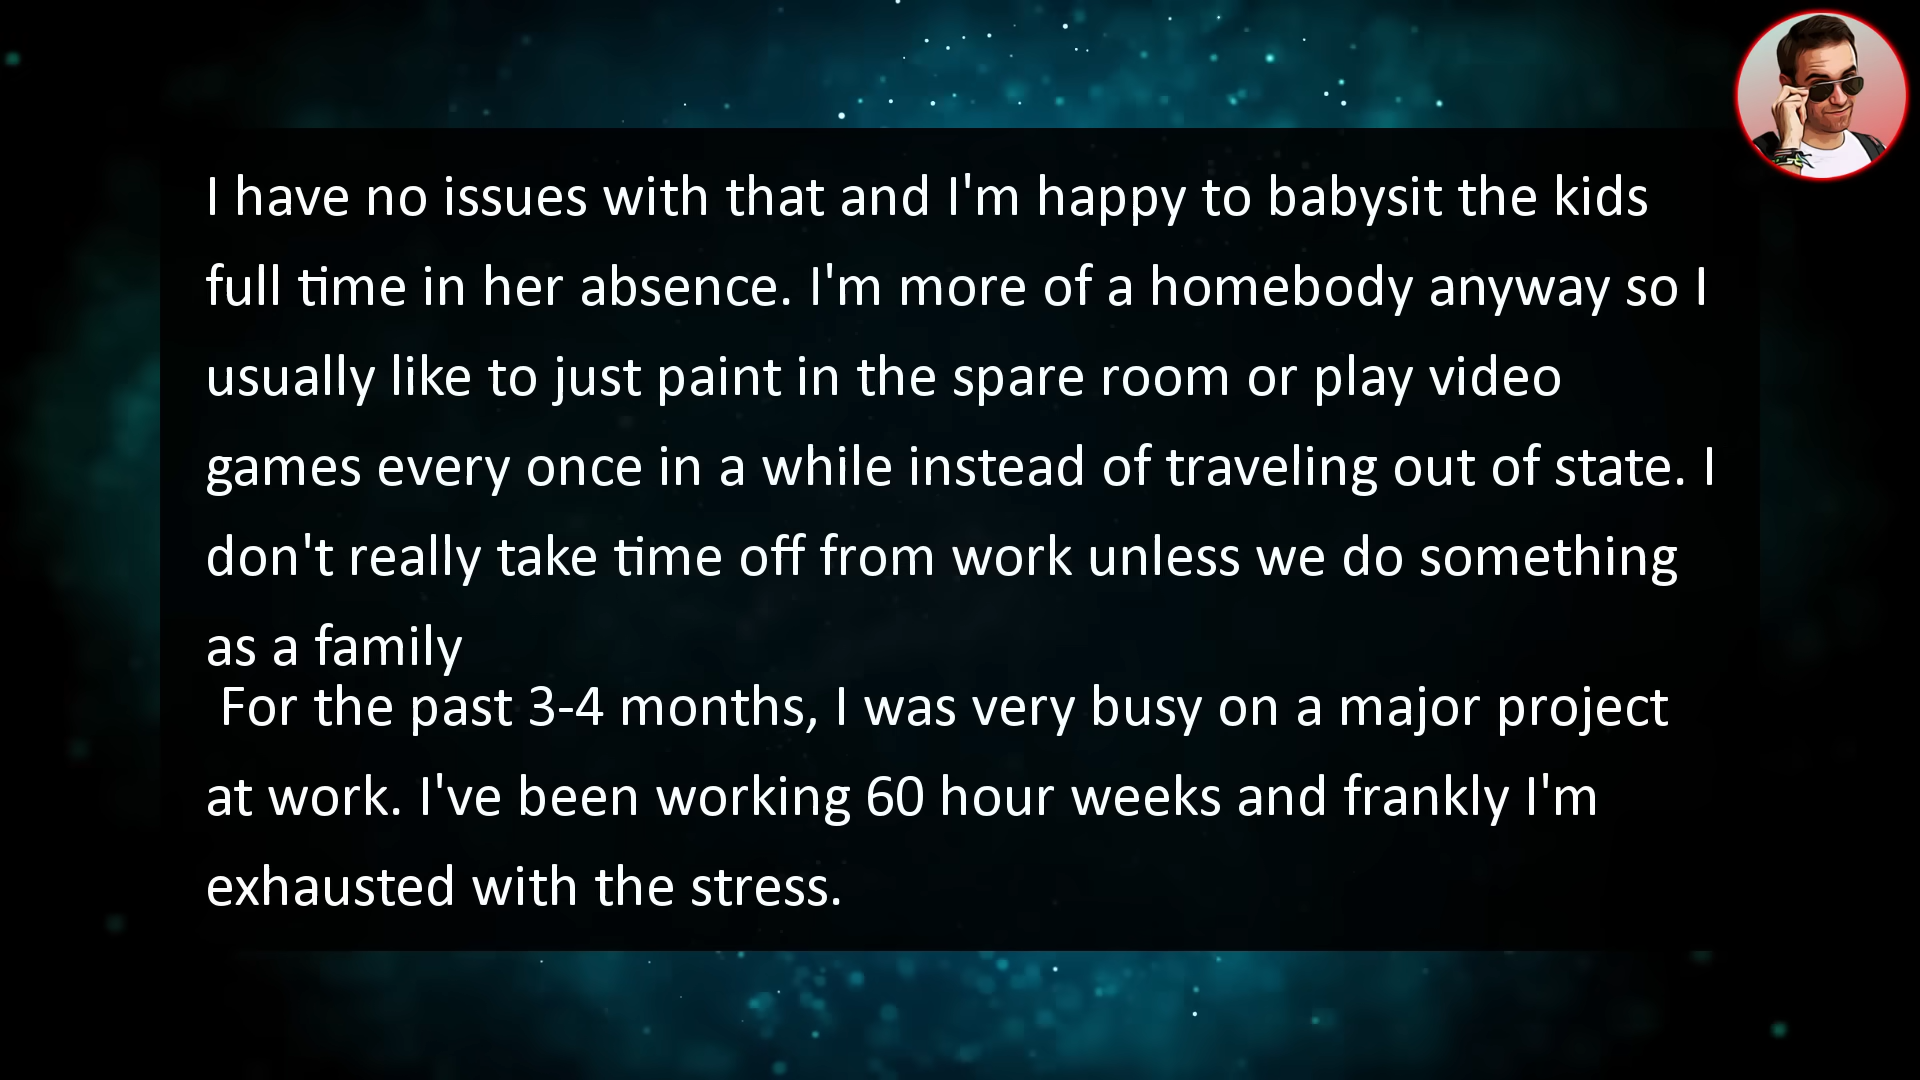 I have no issues with that and I'm happy to babysit the kids
full time in her absence. I'm more of a homebody anyway so I
usually like to just paint in the spare room or play video
games every once in a while instead of traveling out of state. I
don't really take time off from work unless we do something
as a family
For the past 3-4 months, I was very busy on a major project
at work. I've been working 60 hour weeks and frankly I'm
exhausted with the stress.